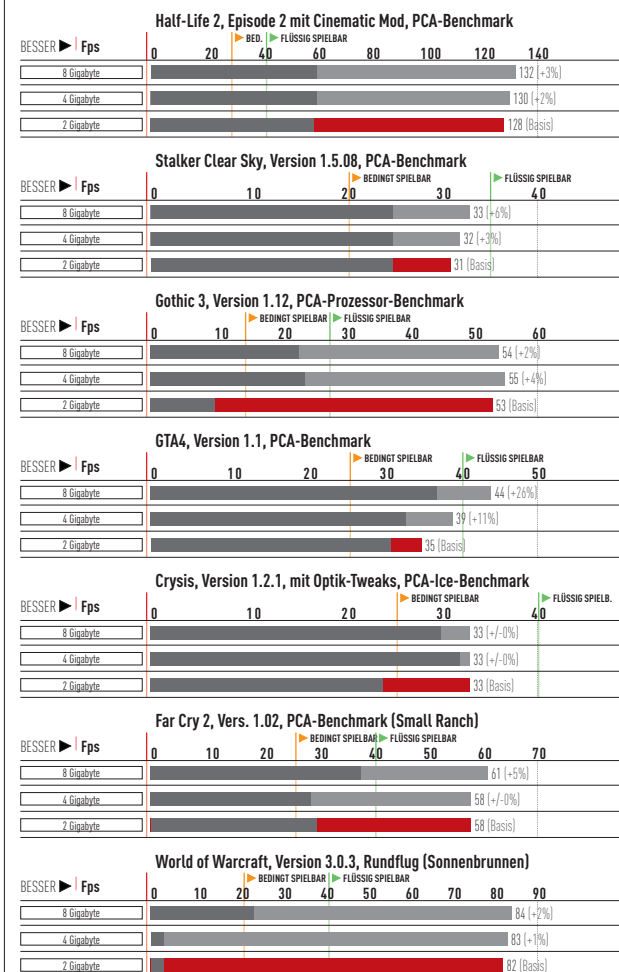 Half-Life 2, Episode 2 mit Cinematic Mod, PCA-Benchmark
BED. FLÜSSIG SPIELBAR
BESSER Fps 0 20 40 60 80 100 120 140
8 Gigabyte 132 (+3%)
4 Gigabyte 130 (+2%)
2 Gigabyte 128 (Basis)
Stalker Clear Sky, Version 1.5.08, PCA-Benchmark
BEDINGT SPIELBAR FLÜSSIG SPIELBAR
BESSER Fps 0 10 20 30 40
8 Gigabyte 33 (+6%)
4 Gigabyte 32 (+3%)
2 Gigabyte 31 (Basis)
Gothic 3, Version 1.12, PCA-Prozessor-Benchmark
BEDINGT SPIELBAR FLÜSSIG SPIELBAR
BESSER Fps 0 10 20 30 40 50 60
8 Gigabyte 54 (+2%)
4 Gigabyte 55 (+4%)
2 Gigabyte 53 (Basis)
GTA4, Version 1.1, PCA-Benchmark
BEDINGT SPIELBAR FLÜSSIG SPIELBAR
BESSER Fps 0 10 20 30 40 50
8 Gigabyte 44 (+26%)
4 Gigabyte 39 (+11%)
2 Gigabyte 35 (Basis)
Crysis, Version 1.2.1, mit Optik-Tweaks, PCA-Ice-Benchmark
BEDINGT SPIELBAR FLÜSSIG SPIELB.
BESSER Fps 0 10 20 30 40
8 Gigabyte 33 (+/-0%)
4 Gigabyte 33 (+/-0%)
2 Gigabyte 33 (Basis)
Far Cry 2, Vers. 1.02, PCA-Benchmark (Small Ranch)
BEDINGT SPIELBAR FLÜSSIG SPIELBAR
BESSER Fps 0 10 20 30 40 50 60 70
8 Gigabyte 61 (+5%)
4 Gigabyte 58 (+/-0%)
2 Gigabyte 58 (Basis)
World of Warcraft, Version 3.0.3, Rundflug (Sonnenbrunnen)
BEDINGT SPIELBAR FLÜSSIG SPIELBAR
BESSER Fps 0 10 20 30 40 50 60 70 80 90
8 Gigabyte 84 (+2%)
4 Gigabyte 83 (+1%)
2 Gigabyte 82 (Basis)